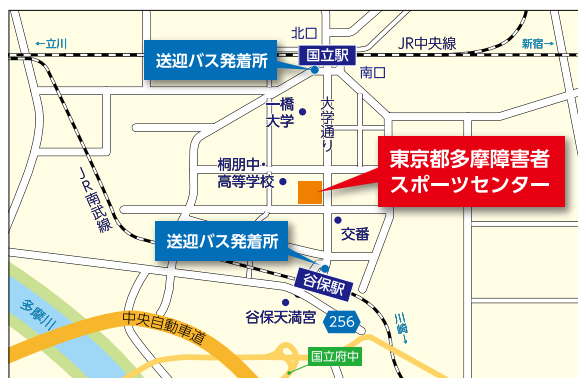 北口
←立川
JR中央線
新宿→
送迎バス発着所
国立駅
南口
一橋
大学
大学通り
桐朋中・
高等学校
東京都多摩障害者
スポーツセンター
JR南武線
交番
送迎バス発着所
谷保駅
谷保天満宮
256
川崎→
多摩川
中央自動車道
国立府中